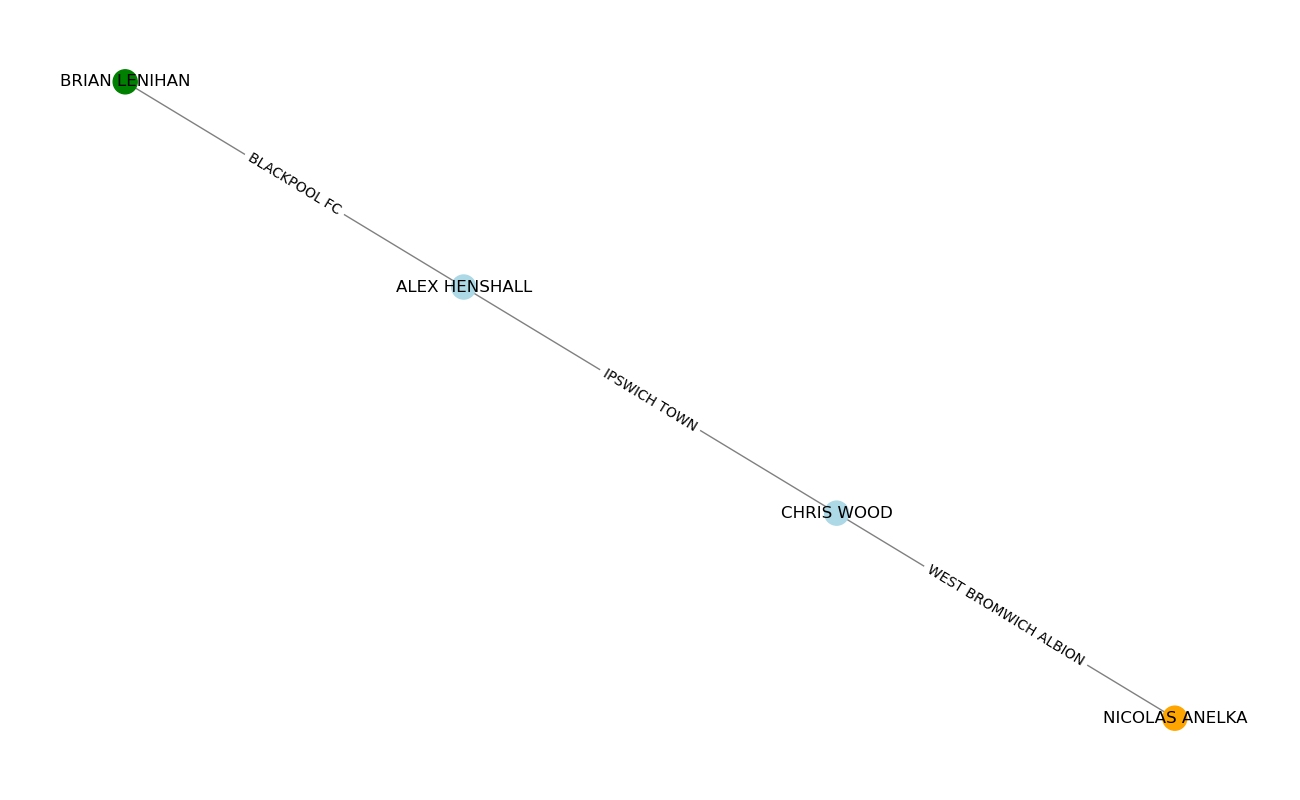 BRIAN LENIHAN
BLACKPOOL FC
ALEX HENSHALL
IPSWICH TOWN
CHRIS WOOD
WEST BROMWICH ALBION
NICOLAS ANELKA